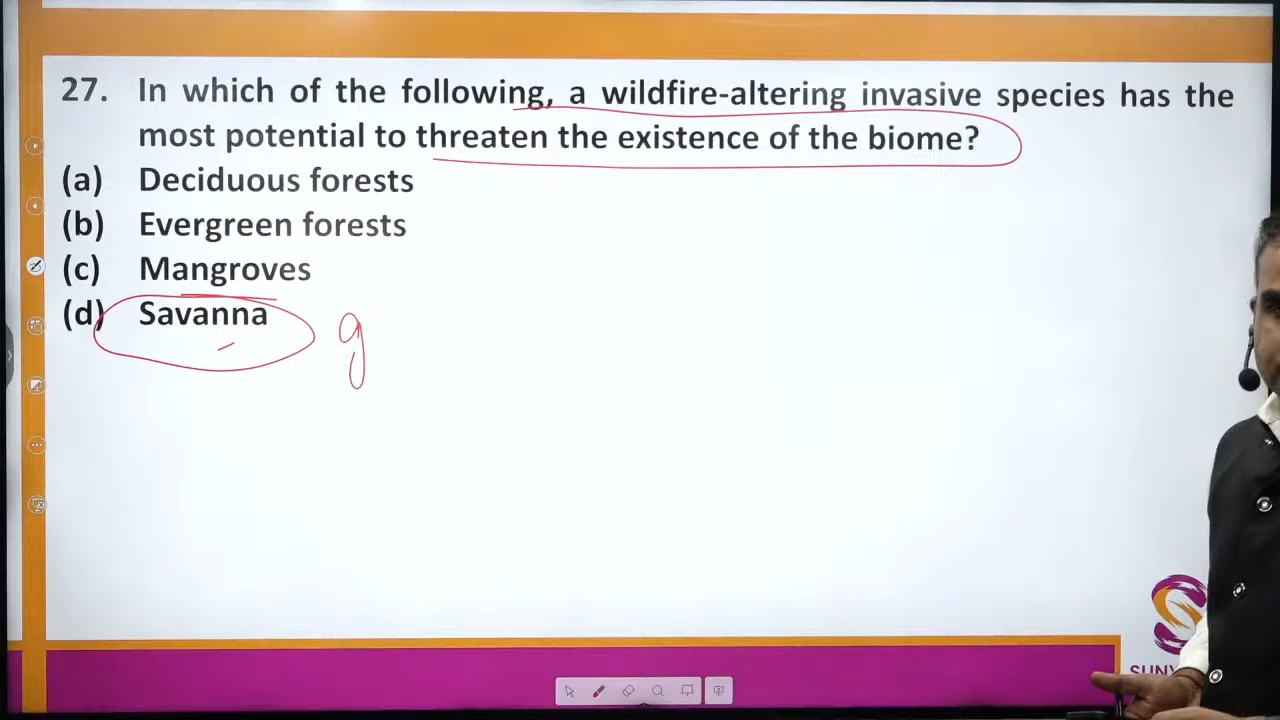 27. In which of the following, a wildfire-altering invasive species has the
most potential to threaten the existence of the biome?
(a) Deciduous forests
(b) Evergreen forests
(c) Mangroves
(d) Savanna
g
SUNY